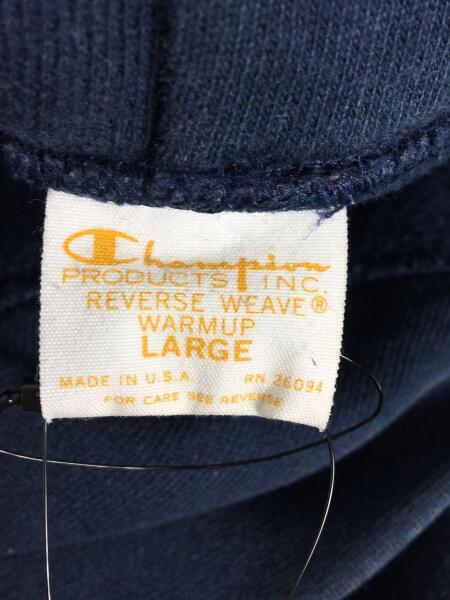 Champion
PRODUCTS INC.
REVERSE WEAVE®
WARMUP
LARGE
MADE IN U.S.A. RN 26094
FOR CARE SEE REVERSE